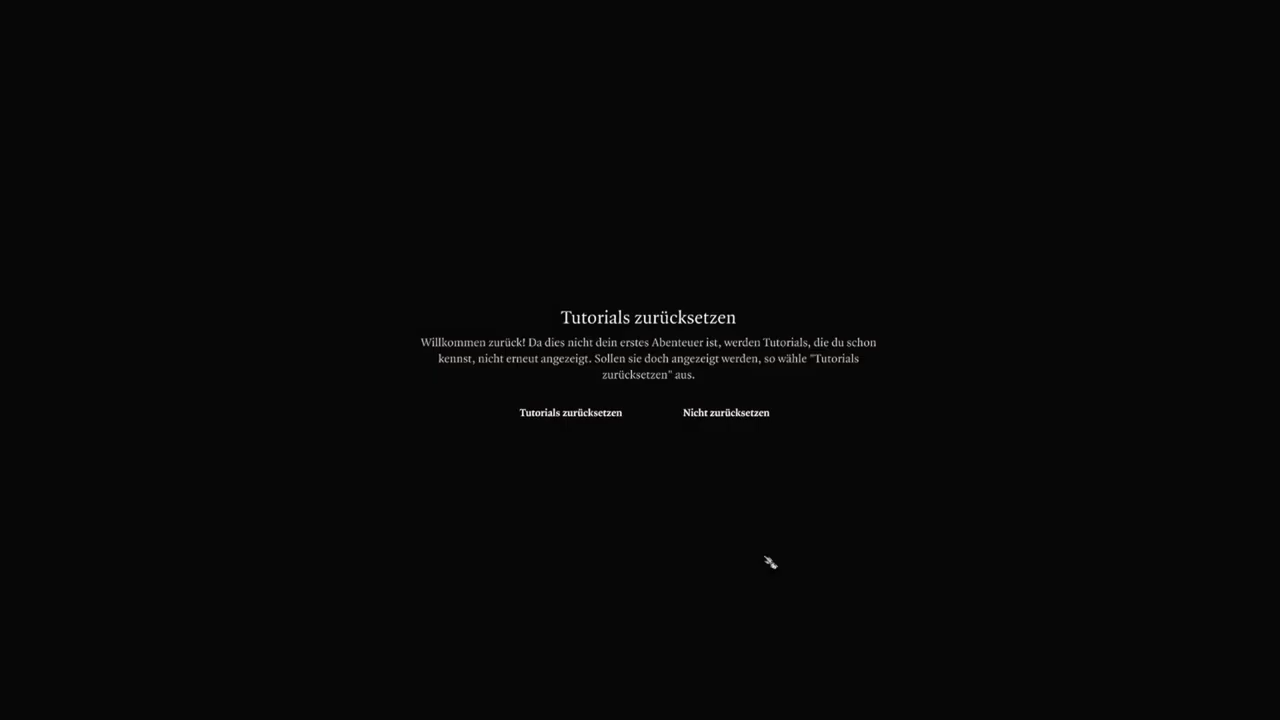 Tutorials zurücksetzen
Willkommen zurück! Da dies nicht dein erstes Abenteuer ist, werden Tutorials, die du schon
kennst, nicht erneut angezeigt. Sollen sie doch angezeigt werden, so wähle "Tutorials
zurücksetzen" aus.
Tutorials zurücksetzen Nicht zurücksetzen